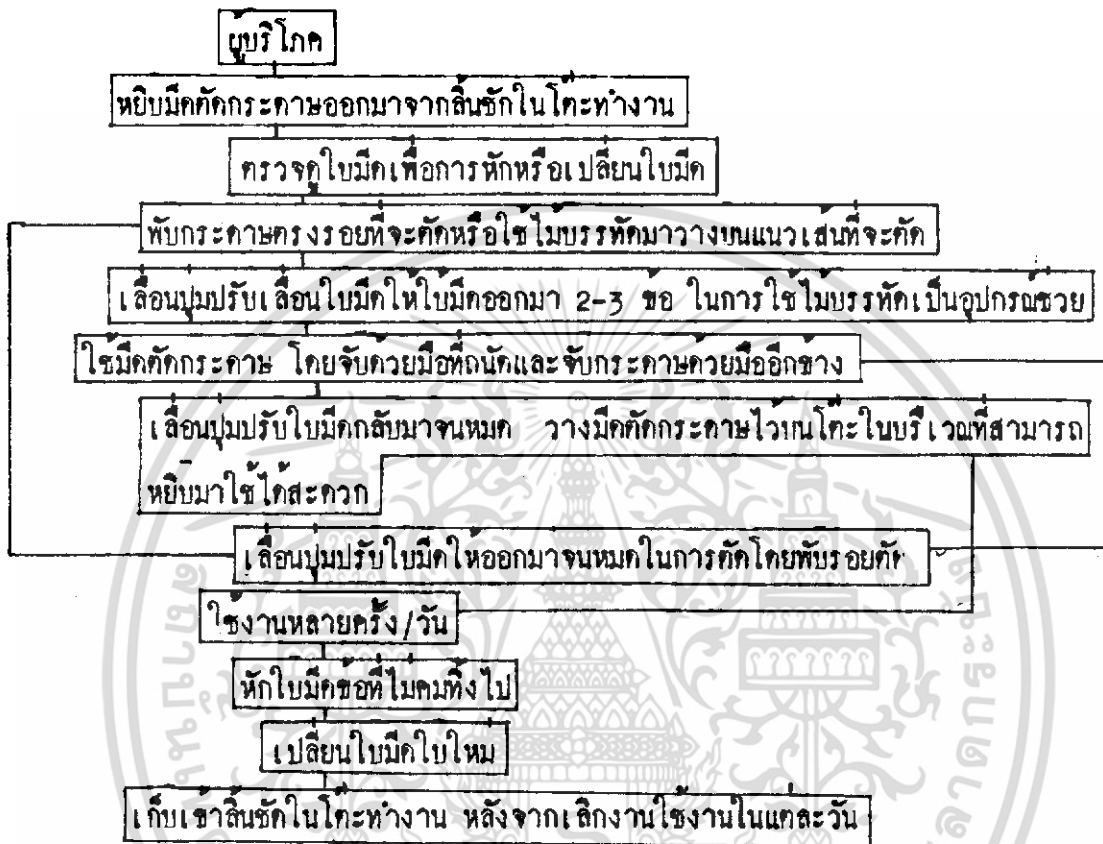 ผู้บริโภค
หยิบมีดตัดกระดาษออกมาจากลิ้นชักในโต๊ะทำงาน
ตรวจดูใบมีดเพื่อการหักหรือเปลี่ยนใบมีด
พับกระดาษตรงรอยที่จะตัดหรือใช้ไม้บรรทัดมาวางบนแนวเส้นที่จะตัด
เลื่อนปุ่มปรับเลื่อนใบมีดให้ใบมีดออกมา 2-3 ข้อ ในการใช้ไม้บรรทัดเป็นอุปกรณ์ช่วย
ใช้มีดตัดกระดาษ โดยจับด้วยมือที่ถนัดและจับกระดาษด้วยมืออีกข้าง
เลื่อนปุ่มปรับใบมีดกลับมาจนหมด วางมีดตัดกระดาษไว้บนโต๊ะในบริเวณที่สามารถ
หยิบมาใช้ได้สะดวก
เลื่อนปุ่มปรับใบมีดให้ออกมาจนหมดในการตัดโดยพับรอยตัด
ใช้งานหลายครั้ง/วัน
หักใบมีดข้อที่ไม่คมทิ้งไป
เปลี่ยนใบมีดใบใหม่
เก็บเข้าลิ้นชัดในโต๊ะทำงาน หลังจากเลิกงานใช้งานในแต่ละวัน